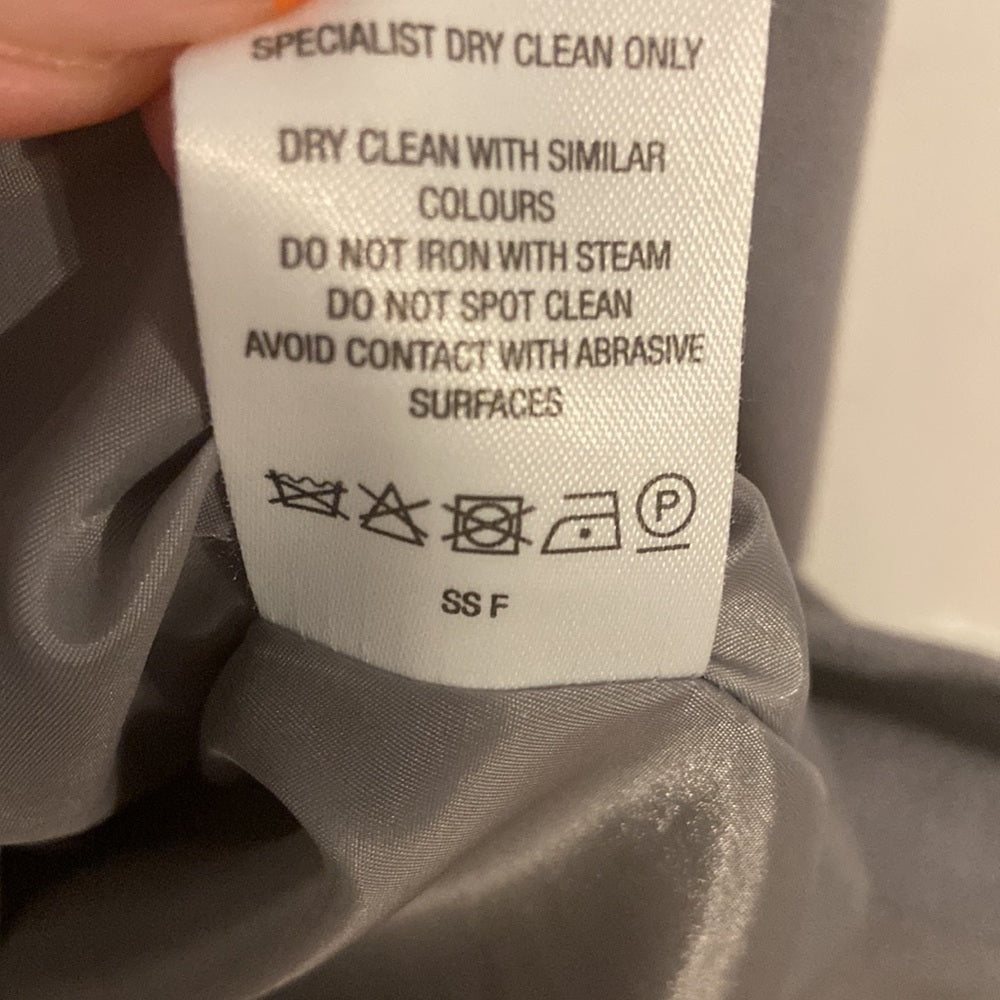 SPECIALIST DRY CLEAN ONLY
DRY CLEAN WITH SIMILAR
COLOURS
DO NOT IRON WITH STEAM
DO NOT SPOT CLEAN
AVOID CONTACT WITH ABRASIVE
SURFACES
P
SS F